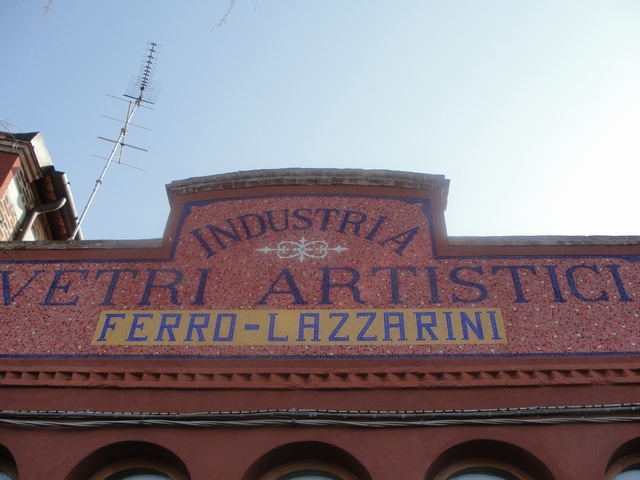 INDUSTRIA
VETRI ARTISTICI
FERRO-LAZZARINI